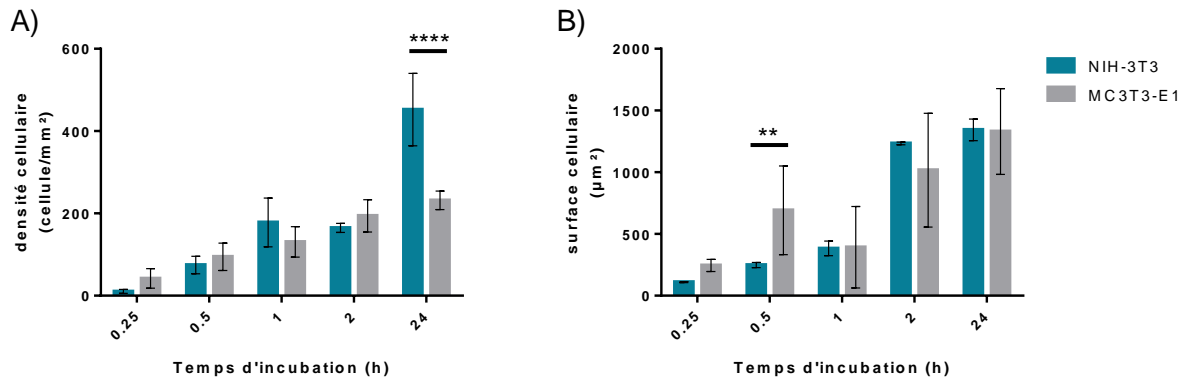 A)
600
400
200
0
densité cellulaire
(cellule/mm²)
****
0.25
0.5
1
2
24
Temps d'incubation (h)
B)
2000
1500
1000
500
0
surface cellulaire
(µm²)
**
0.25
0.5
1
2
24
Temps d'incubation (h)
NIH-3T3
MC3T3-E1